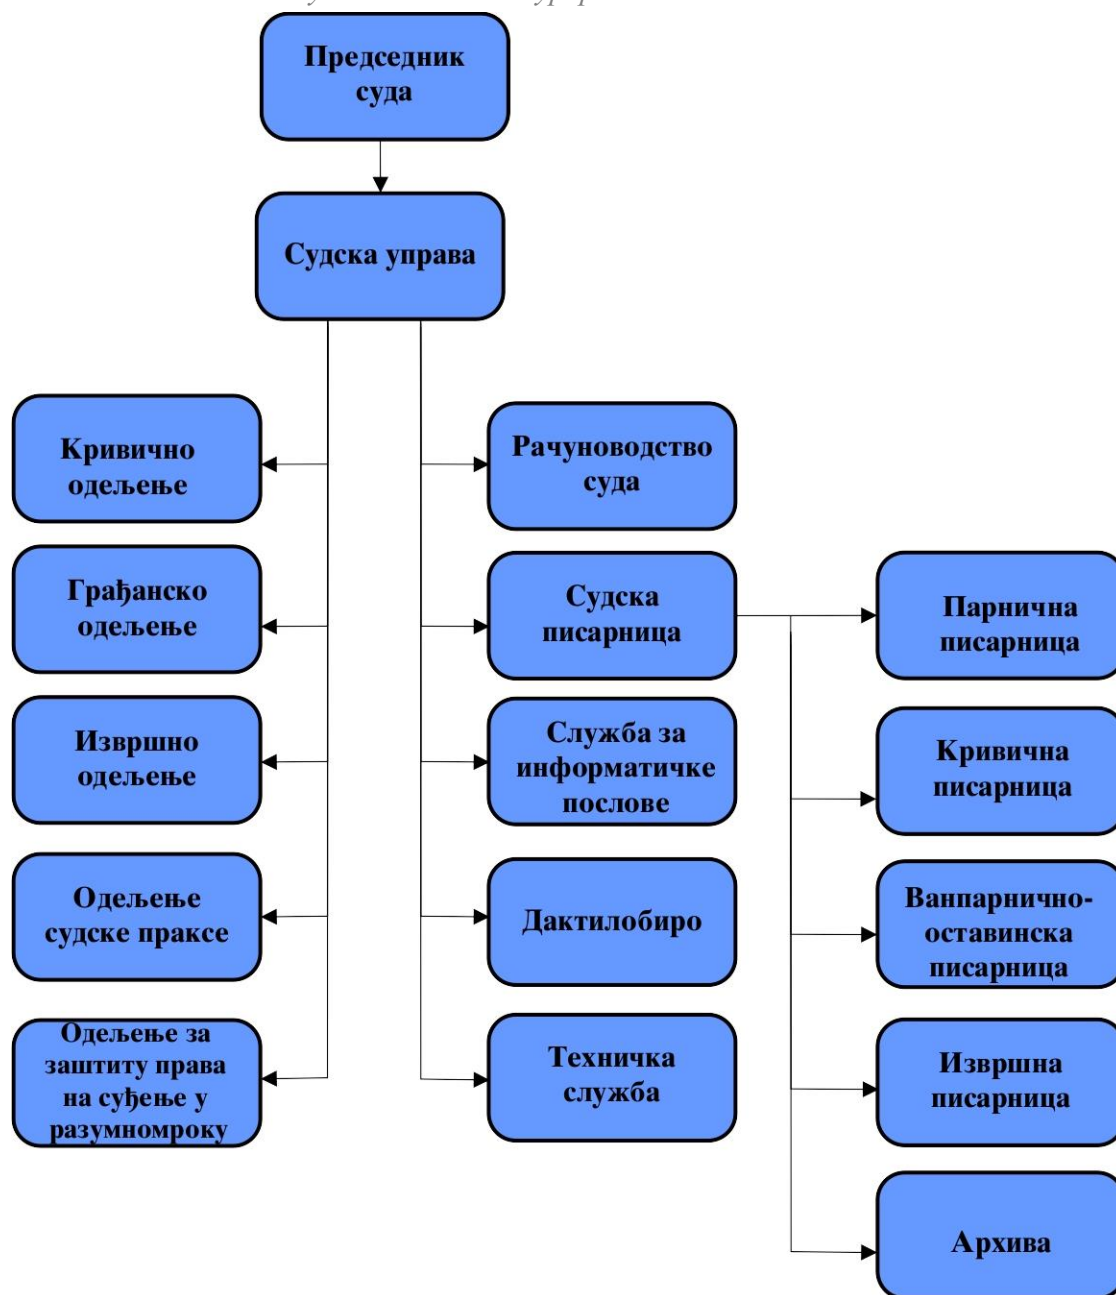 Председник
суда
Судска управа
Кривично
одељење
Грађанско
одељење
Извршно
одељење
Одељење
судске праксе
Одељење за
заштиту права
на суђење у
разумномроку
Рачуноводство
суда
Судска
писарница
Служба за
информатичке
послове
Дактилобиро
Техничка
служба
Парнична
писарница
Кривична
писарница
Ванпарнично-
оставинска
писарница
Извршна
писарница
Архива